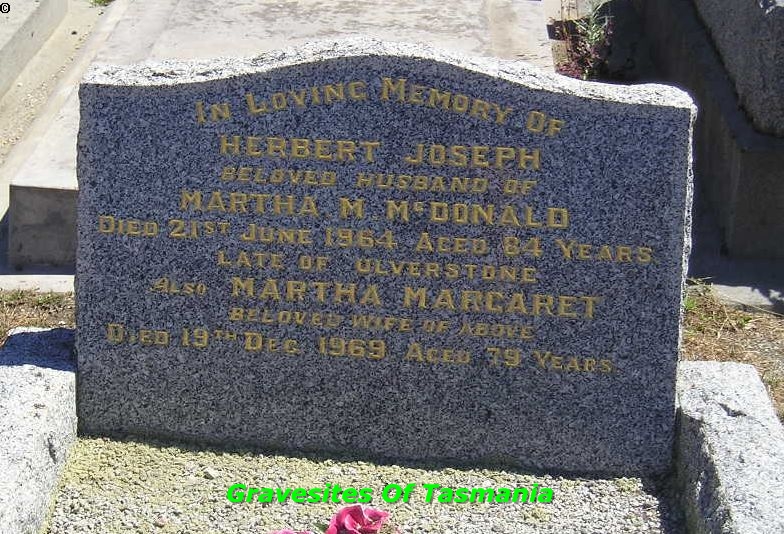 ©
In Loving Memory Of
HERBERT JOSEPH
BELOVED HUSBAND OF
MARTHA M. McDONALD
DIED 21ST JUNE 1964 AGED 84 YEARS.
LATE OF ULVERSTONE
ALSO MARTHA MARGARET
BELOVED WIFE OF ABOVE
DIED 19TH DEC. 1969 AGED 79 YEARS.
Gravesites Of Tasmania